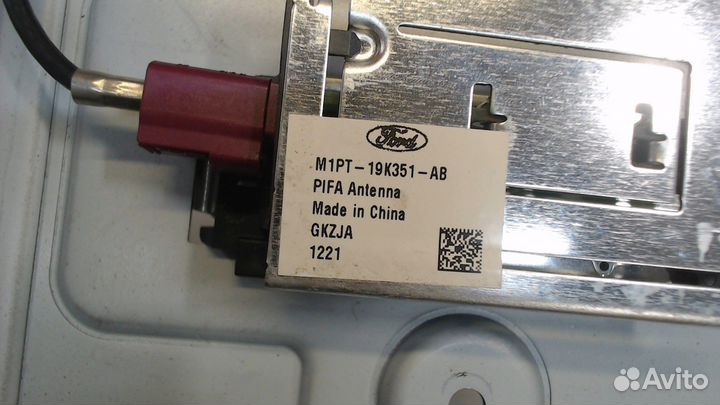 Ford
M1PT-19K351-AB
PIFA Antenna
Made in China
GKZJA
1221
Avito